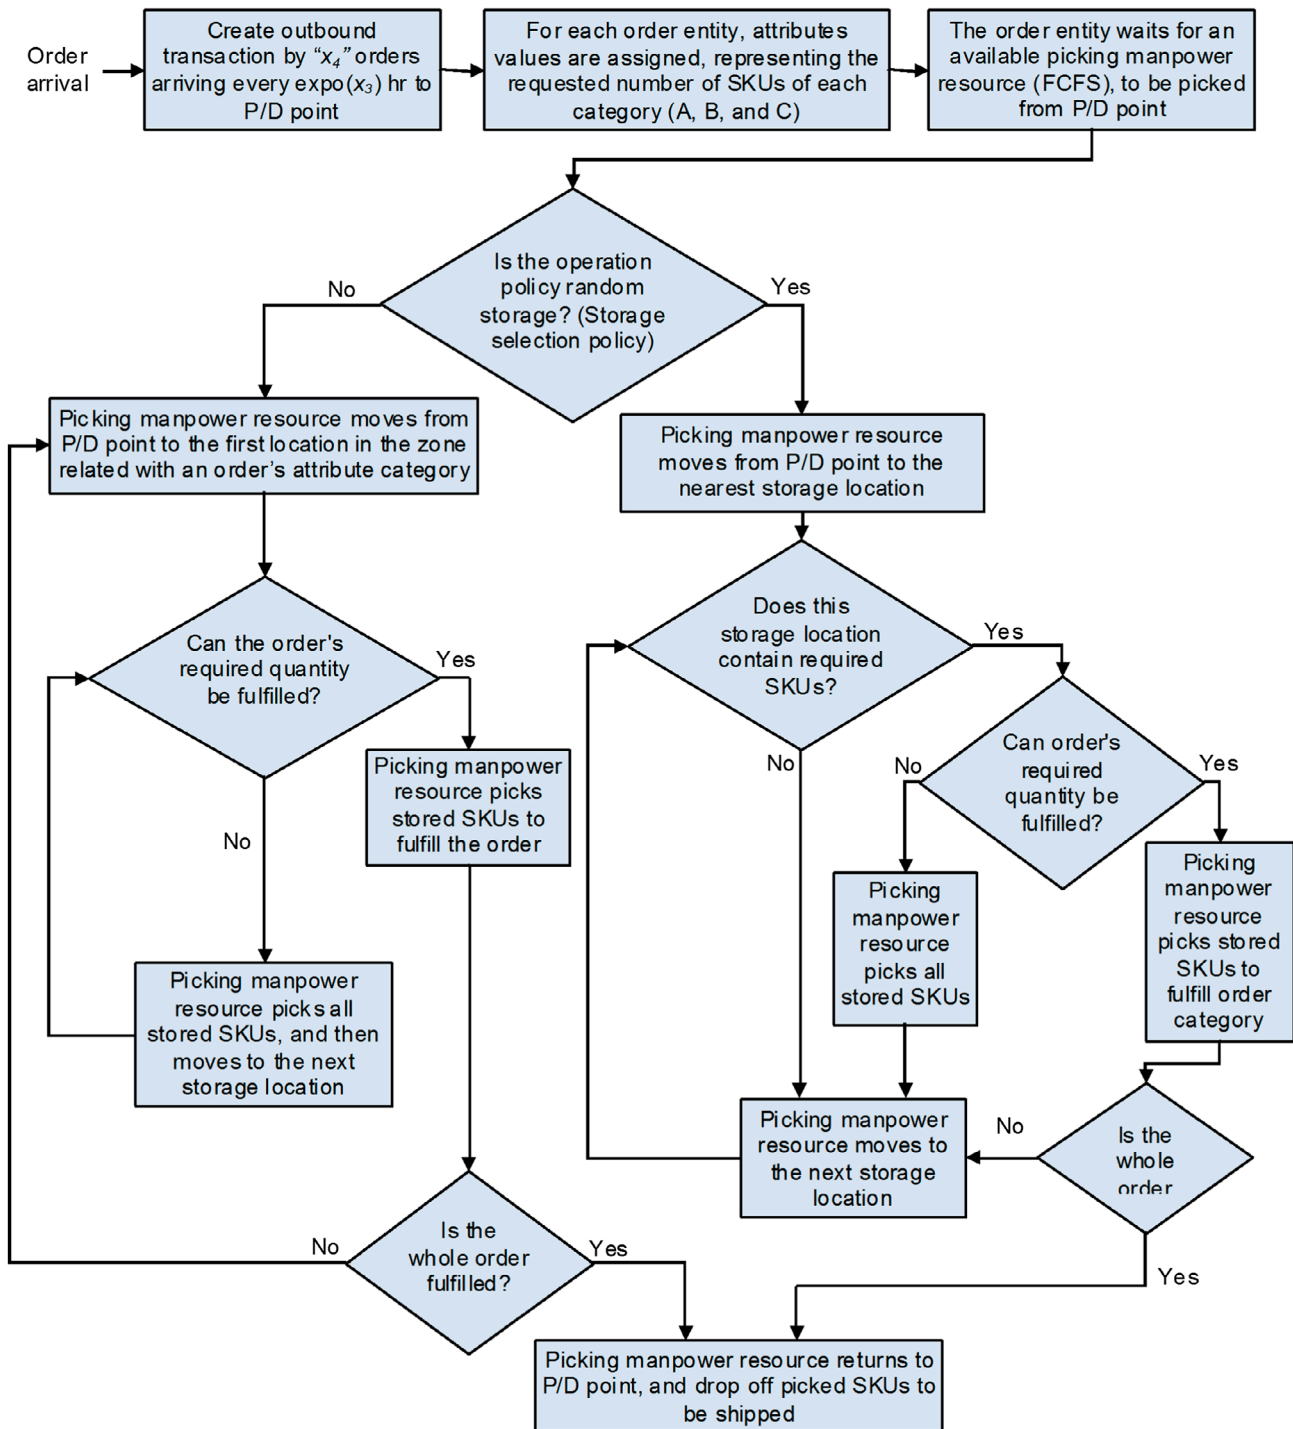 Order
arrival
Create outbound
transaction by “x₄” orders
arriving every expo(x₃) hr to
P/D point
For each order entity, attributes
values are assigned, representing the
requested number of SKUs of each
category (A, B, and C)
The order entity waits for an
available picking manpower
resource (FCFS), to be picked
from P/D point
Is the operation
policy random
storage? (Storage
selection policy)
No
Yes
Picking manpower resource moves from
P/D point to the first location in the zone
related with an order’s attribute category
Picking manpower resource
moves from P/D point to the
nearest storage location
Can the order's
required quantity
be fulfilled?
Yes
No
Picking manpower
resource picks
stored SKUs to
fulfill the order
Picking manpower
resource picks all
stored SKUs, and then
moves to the next
storage location
Does this
storage location
contain required
SKUs?
Yes
No
Can order's
required
quantity be
fulfilled?
No
Yes
Picking
manpower
resource
picks all
stored SKUs
Picking
manpower
resource
picks stored
SKUs to
fulfill order
category
Picking manpower
resource moves to
the next storage
location
No
Is the
whole
order
Yes
Is the
whole order
fulfilled?
No
Yes
Picking manpower resource returns to
P/D point, and drop off picked SKUs to
be shipped